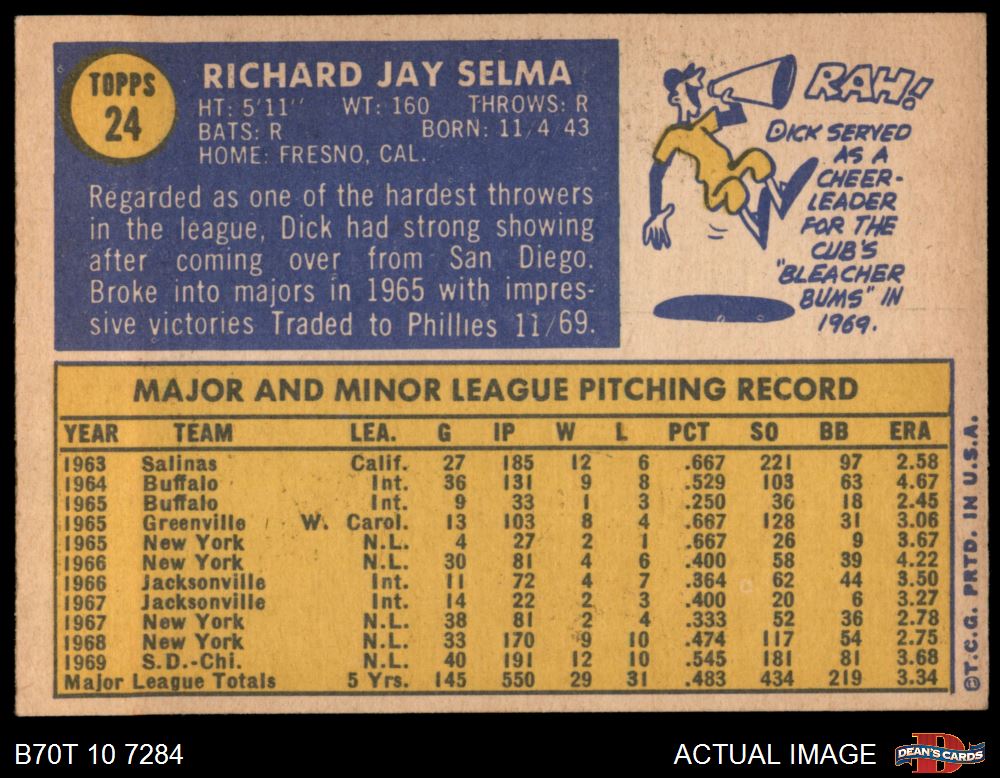 TOPPS
24
RICHARD JAY SELMA
HT: 5'11" WT: 160 THROWS: R
BATS: R BORN: 11/4/43
HOME: FRESNO, CAL.
Regarded as one of the hardest throwers
in the league, Dick had strong showing
after coming over from San Diego.
Broke into majors in 1965 with impres-
sive victories Traded to Phillies 11/69.
RAH!
DICK SERVED
AS A
CHEER-
LEADER
FOR THE
CUB'S
"BLEACHER
BUMS" IN
1969.
MAJOR AND MINOR LEAGUE PITCHING RECORD
YEAR TEAM LEA. G IP W L PCT SO BB ERA
1963 Salinas Calif. 27 185 12 6 .667 221 97 2.58
1964 Buffalo Int. 36 131 9 8 .529 103 63 4.67
1965 Buffalo Int. 9 33 1 3 .250 36 18 2.45
1965 Greenville W. Carol. 13 103 8 4 .667 128 31 3.06
1965 New York N.L. 4 27 2 1 .667 26 9 3.67
1966 New York N.L. 30 81 4 6 .400 58 39 4.22
1966 Jacksonville Int. 11 72 4 7 .364 62 44 3.50
1967 Jacksonville Int. 14 22 2 3 .400 20 6 3.27
1967 New York N.L. 38 81 2 4 .333 52 36 2.78
1968 New York N.L. 33 170 9 10 .474 117 54 2.75
1969 S.D.-Chi. N.L. 40 191 12 10 .545 181 81 3.68
Major League Totals 5 Yrs. 145 550 29 31 .483 434 219 3.34
©T.C.G. PRTD. IN U.S.A.
B70T 10 7284
ACTUAL IMAGE
DEAN'S CARDS